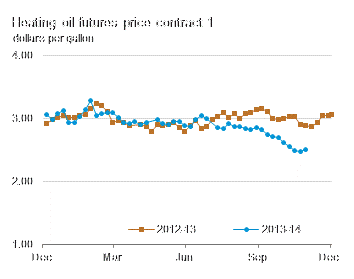 Heating oil futures price contract 1
dollars per gallon
4.00
3.00
2.00
1.00
Dec Mar Jun Sep Dec
2012-13 2013-14